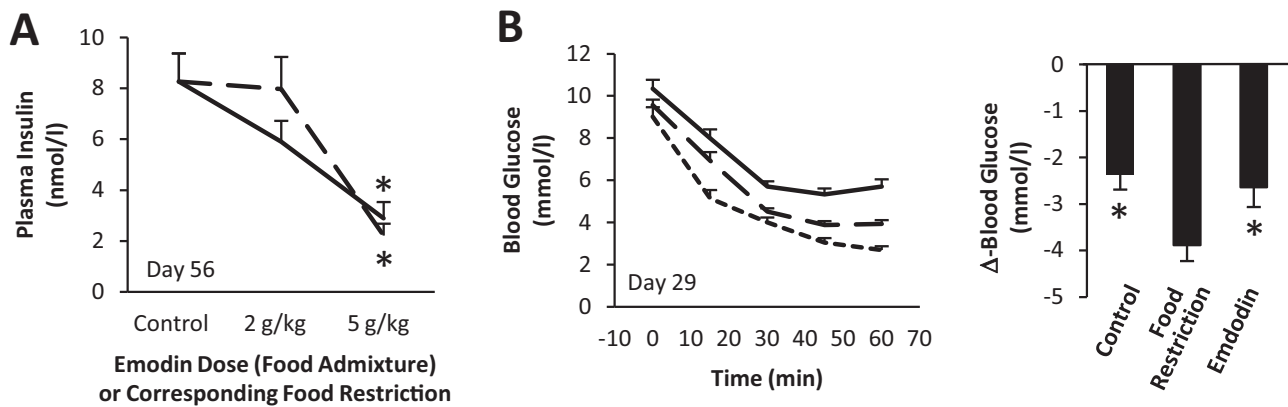 A
Plasma Insulin
(nmol/l)
10
8
6
4
2
0
*
*
Day 56
Control 2 g/kg 5 g/kg
Emodin Dose (Food Admixture)
or Corresponding Food Restriction
B
Blood Glucose
(mmol/l)
12
10
8
6
4
2
0
Day 29
-10 0 10 20 30 40 50 60 70
Time (min)
Δ-Blood Glucose
(mmol/l)
0
-1
-2
-3
-4
-5
*
*
Control
Food
Restriction
Emdodin